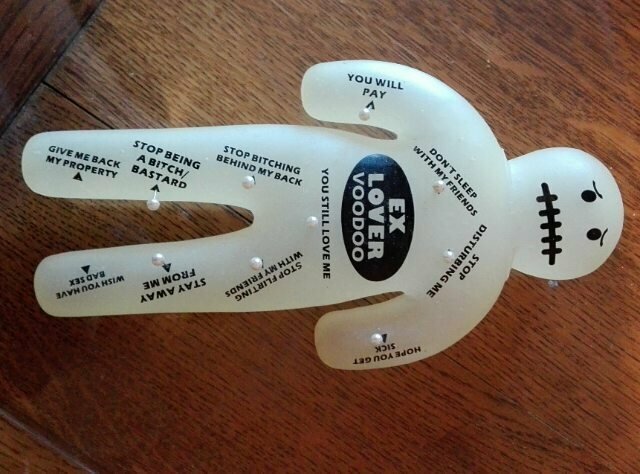 YOU WILL
PAY
DON'T SLEEP
WITH MY FRIENDS
STOP
DISTURBING ME
HOPE YOU GET
SICK
EX
LOVER
VOODOO
YOU STILL LOVE ME
STOP BITCHING
BEHIND MY BACK
STOP FLIRTING
WITH MY FRIENDS
STOP BEING
A BITCH/
BASTARD
STAY AWAY
FROM ME
GIVE ME BACK
MY PROPERTY
WISH YOU HAVE
BAD SEX